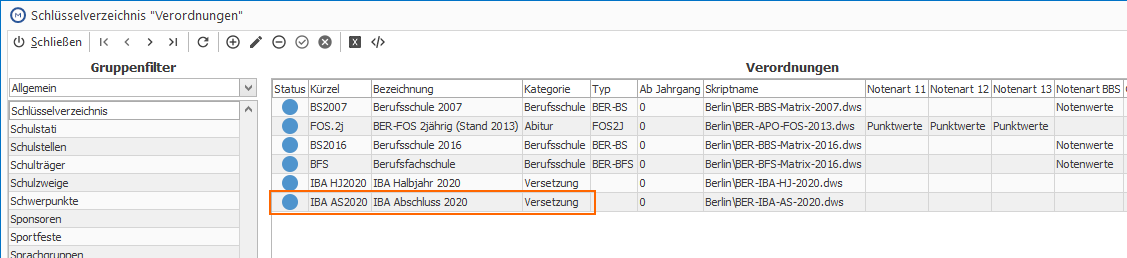 Schlüsselverzeichnis "Verordnungen"
Schließen
Gruppenfilter
Allgemein
Schlüsselverzeichnis
Schulstati
Schulstellen
Schulträger
Schulzweige
Schwerpunkte
Sponsoren
Sportfeste
Sprachgruppen
Verordnungen
Status Kürzel Bezeichnung Kategorie Typ Ab Jahrgang Skriptname Notenart 11 Notenart 12 Notenart 13 Notenart BBS
BS2007 Berufsschule 2007 Berufsschule BER-BS 0 Berlin\BER-BBS-Matrix-2007.dws Notenwerte
FOS.2j BER-FOS 2jährig (Stand 2013) Abitur FOS2J 0 Berlin\BER-APO-FOS-2013.dws Punktwerte Punktwerte Punktwerte
BS2016 Berufsschule 2016 Berufsschule BER-BS 0 Berlin\BER-BBS-Matrix-2016.dws Notenwerte
BFS Berufsfachschule Berufsschule BER-BFS 0 Berlin\BER-BFS-Matrix-2016.dws Notenwerte
IBA HJ2020 IBA Halbjahr 2020 Versetzung 0 Berlin\BER-IBA-HJ-2020.dws
IBA AS2020 IBA Abschluss 2020 Versetzung 0 Berlin\BER-IBA-AS-2020.dws